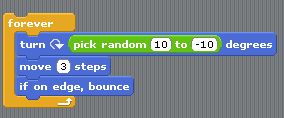 forever
turn pick random 10 to -10 degrees
move 3 steps
if on edge, bounce